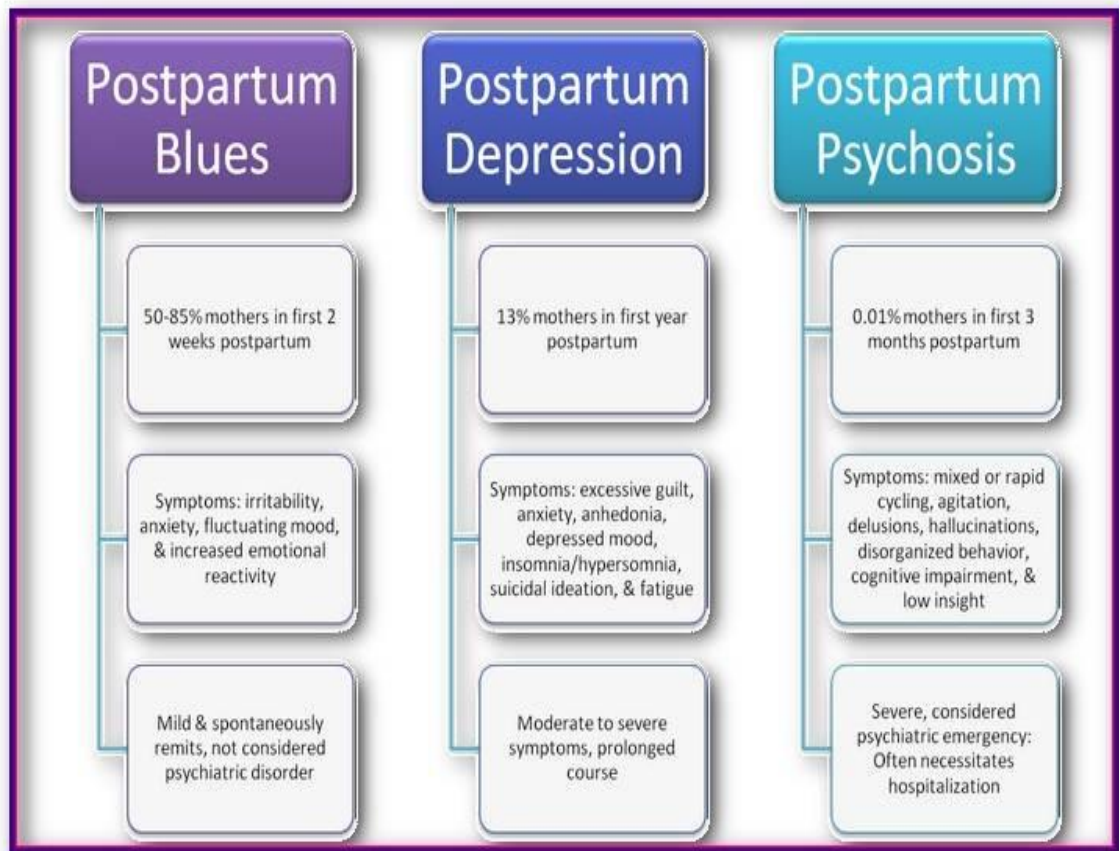 Postpartum
Blues
50-85% mothers in first 2
weeks postpartum
Symptoms: irritability,
anxiety, fluctuating mood,
& increased emotional
reactivity
Mild & spontaneously
remits, not considered
psychiatric disorder
Postpartum
Depression
13% mothers in first year
postpartum
Symptoms: excessive guilt,
anxiety, anhedonia,
depressed mood,
insomnia/hypersomnia,
suicidal ideation, & fatigue
Moderate to severe
symptoms, prolonged
course
Postpartum
Psychosis
0.01% mothers in first 3
months postpartum
Symptoms: mixed or rapid
cycling, agitation,
delusions, hallucinations,
disorganized behavior,
cognitive impairment, &
low insight
Severe, considered
psychiatric emergency:
Often necessitates
hospitalization